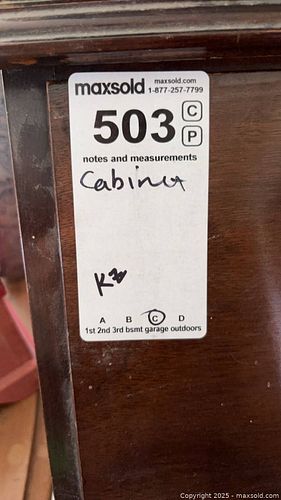 maxsold maxsold.com
1-877-257-7799
503 C
P
notes and measurements
Cabinet
A B C D
1st 2nd 3rd bsmt garage outdoors
Copyright 2025 - maxsold.com